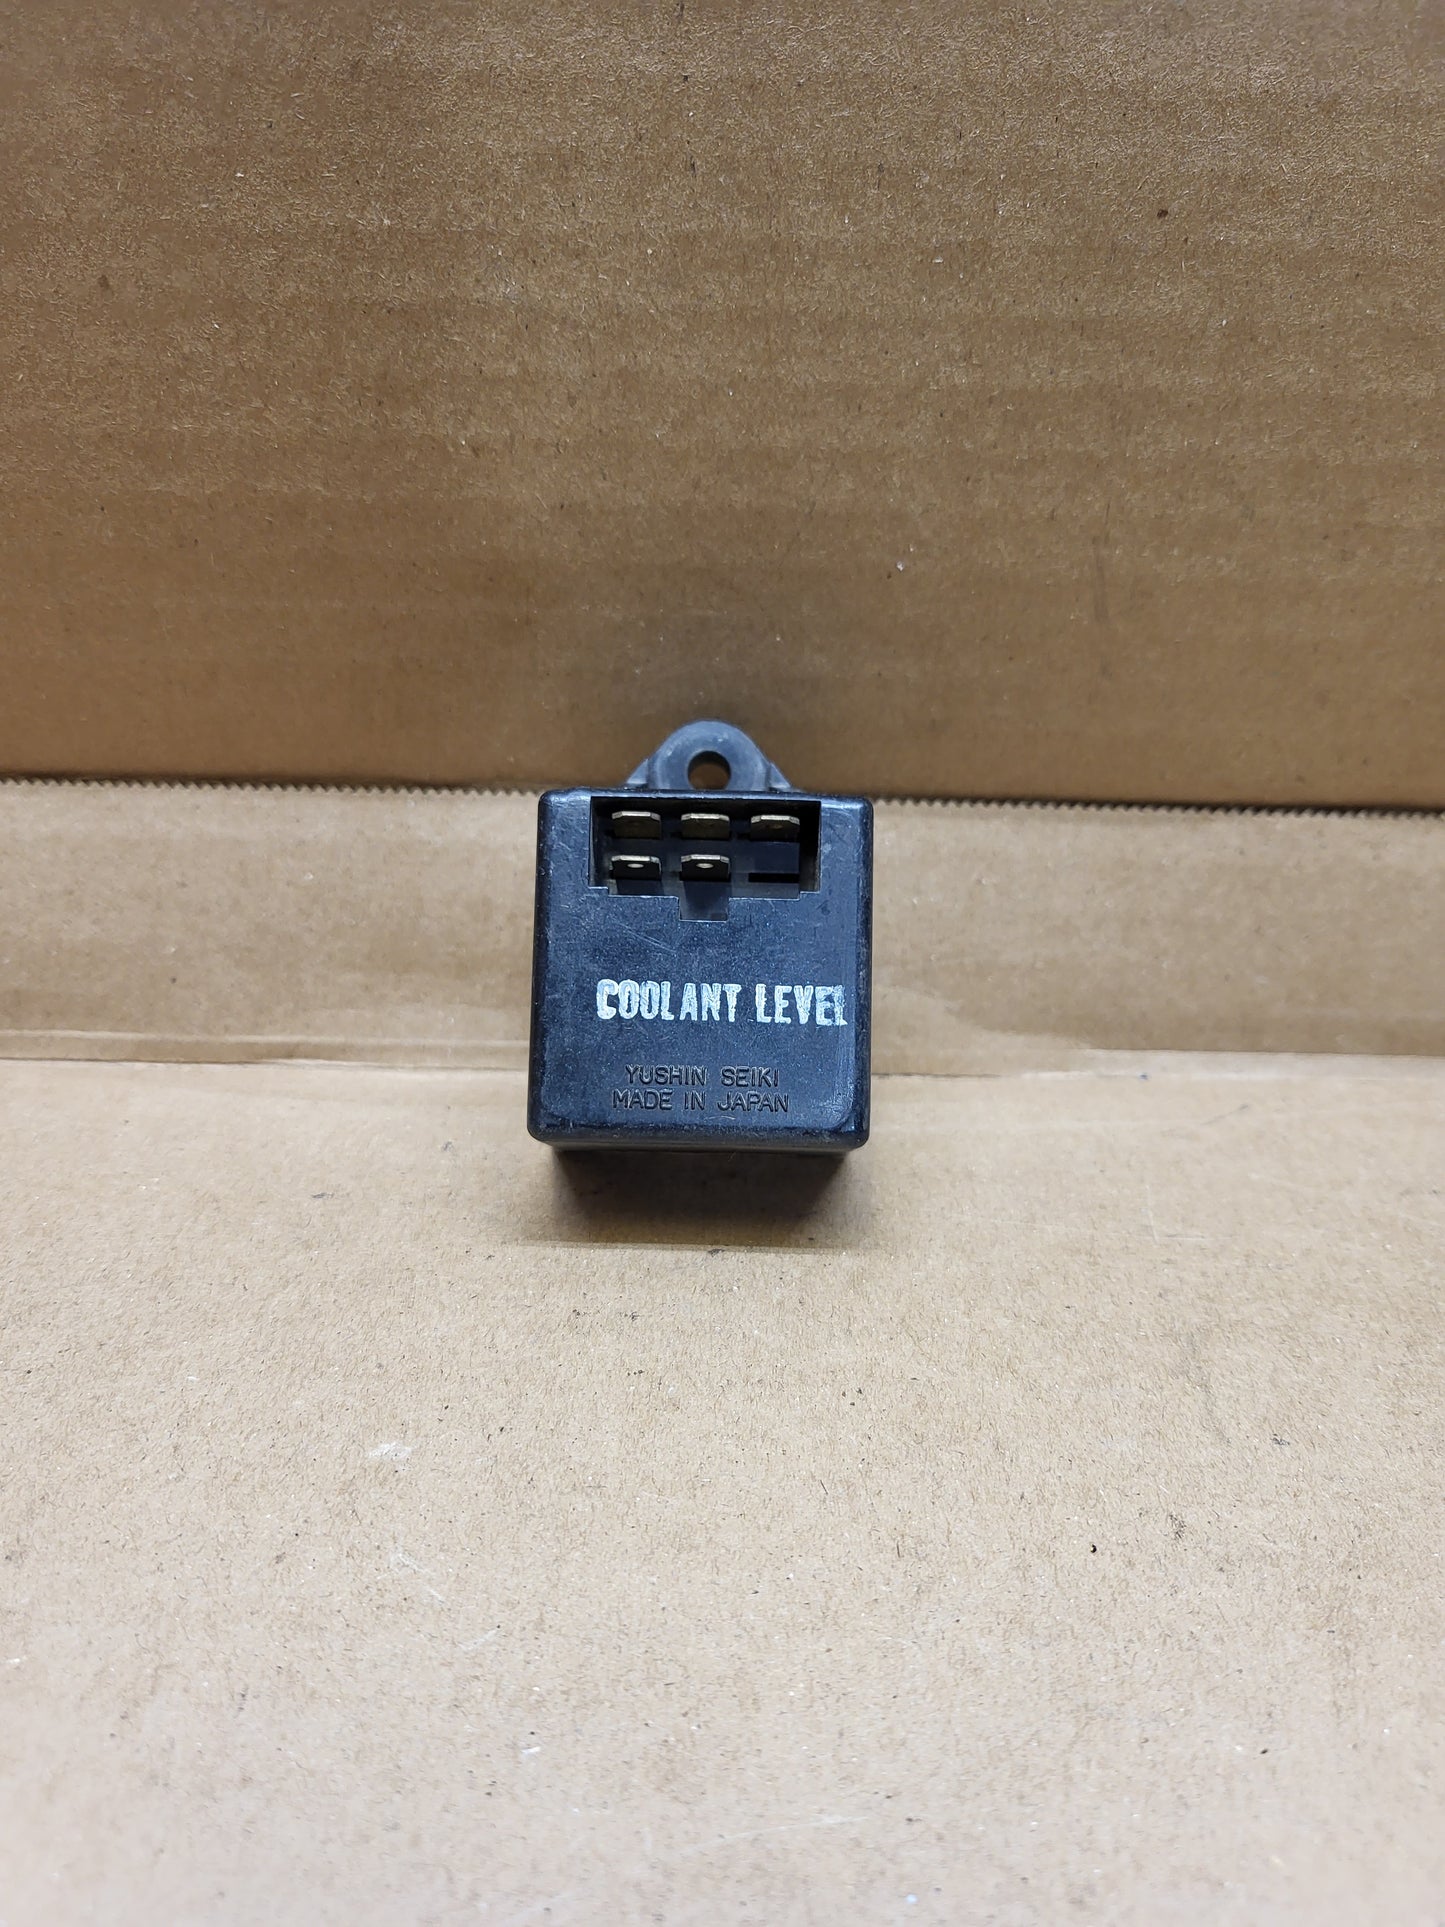 COOLANT LEVEL
YUSHIN SEIKI
MADE IN JAPAN